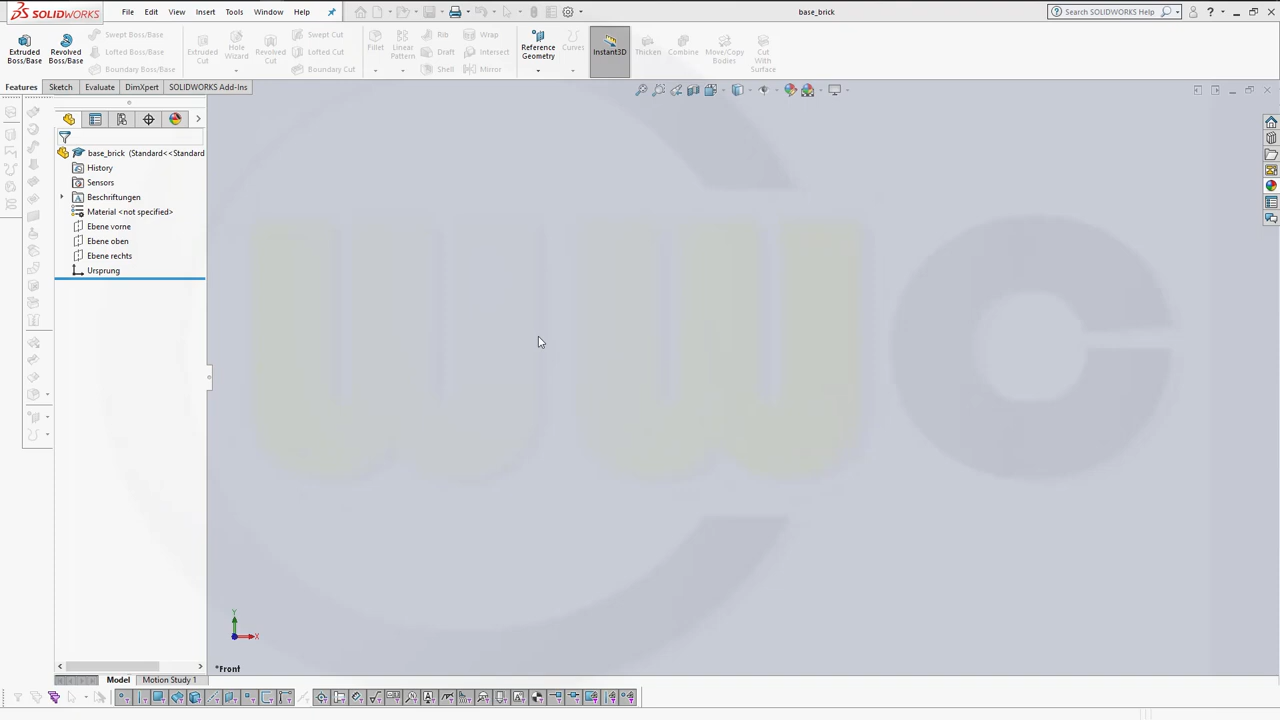 SOLIDWORKS File Edit View Insert Tools Window Help base_brick Search SOLIDWORKS Help ?
Extruded Boss/Base Revolved Boss/Base Swept Boss/Base Lofted Boss/Base Boundary Boss/Base Extruded Cut Hole Wizard Revolved Cut Swept Cut Lofted Cut Boundary Cut Fillet Linear Pattern Rib Draft Shell Wrap Intersect Mirror Reference Geometry Curves Instant3D Thicken Combine Move/Copy Bodies Cut With Surface
Features Sketch Evaluate DimXpert SOLIDWORKS Add-Ins
base_brick (Standard<<Standard
History
Sensors
Beschriftungen
Material <not specified>
Ebene vorne
Ebene oben
Ebene rechts
Ursprung
wwc
Y
X
*Front
Model Motion Study 1